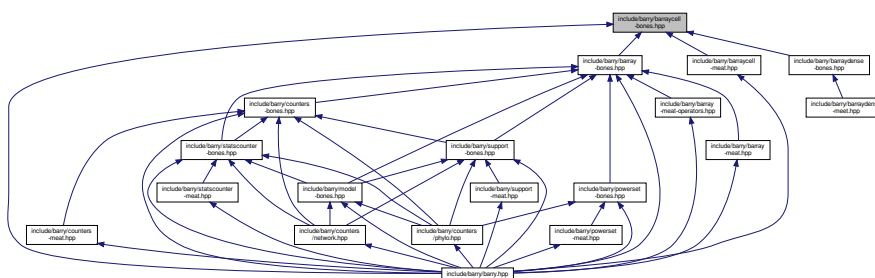 include/barry/barraycell
-bones.hpp
include/barry/barray
-bones.hpp
include/barry/barraycell
-meat.hpp
include/barry/barraydense
-bones.hpp
include/barry/counters
-bones.hpp
include/barry/barray
-meat-operators.hpp
include/barry/barraydense
-meet.hpp
include/barry/statscounter
-bones.hpp
include/barry/support
-bones.hpp
include/barry/barray
-meat.hpp
include/barry/statscounter
-meat.hpp
include/barry/model
-bones.hpp
include/barry/support
-meat.hpp
include/barry/powerset
-bones.hpp
include/barry/counters
-meat.hpp
include/barry/counters
/network.hpp
include/barry/counters
/phylo.hpp
include/barry/powerset
-meat.hpp
include/barry/barry.hpp